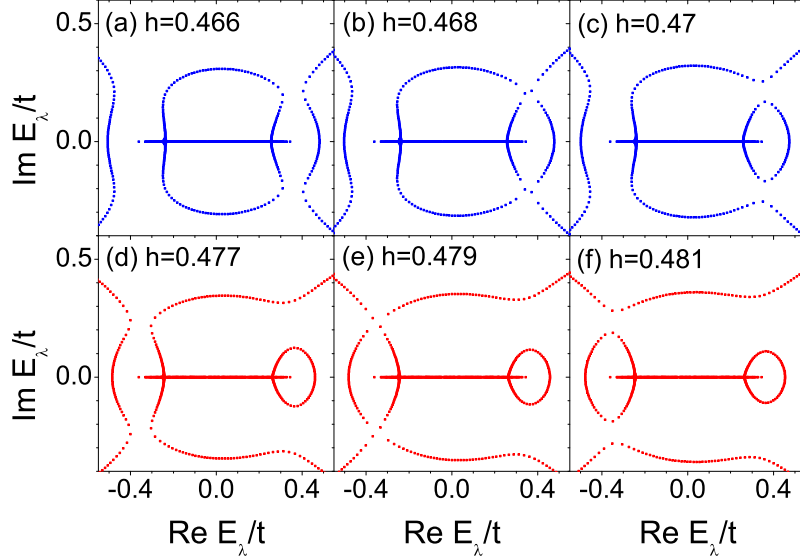 0.5
(a) h=0.466
(b) h=0.468
(c) h=0.47
0.0
Im E_λ/t
(d) h=0.477
(e) h=0.479
(f) h=0.481
0.5
0.0
Im E_λ/t
-0.4 0.0 0.4
-0.4 0.0 0.4
-0.4 0.0 0.4
Re E_λ/t
Re E_λ/t
Re E_λ/t